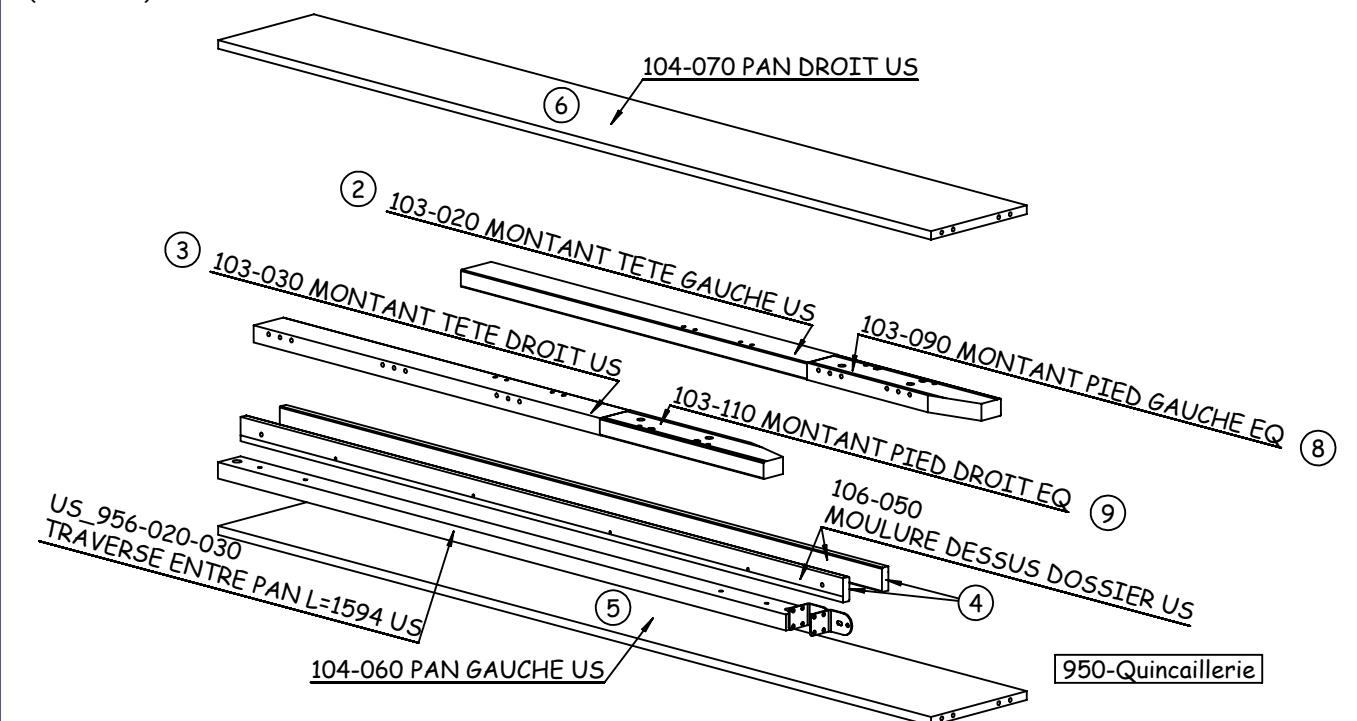 104-070 PAN DROIT US
6
2
103-020 MONTANT TETE GAUCHE US
3
103-030 MONTANT TETE DROIT US
103-090 MONTANT PIED GAUCHE EQ
8
103-110 MONTANT PIED DROIT EQ
9
106-050
MOULURE DESSUS DOSSIER US
4
US_956-020-030
TRAVERSE ENTRE PAN L=1594 US
5
104-060 PAN GAUCHE US
950-Quincaillerie